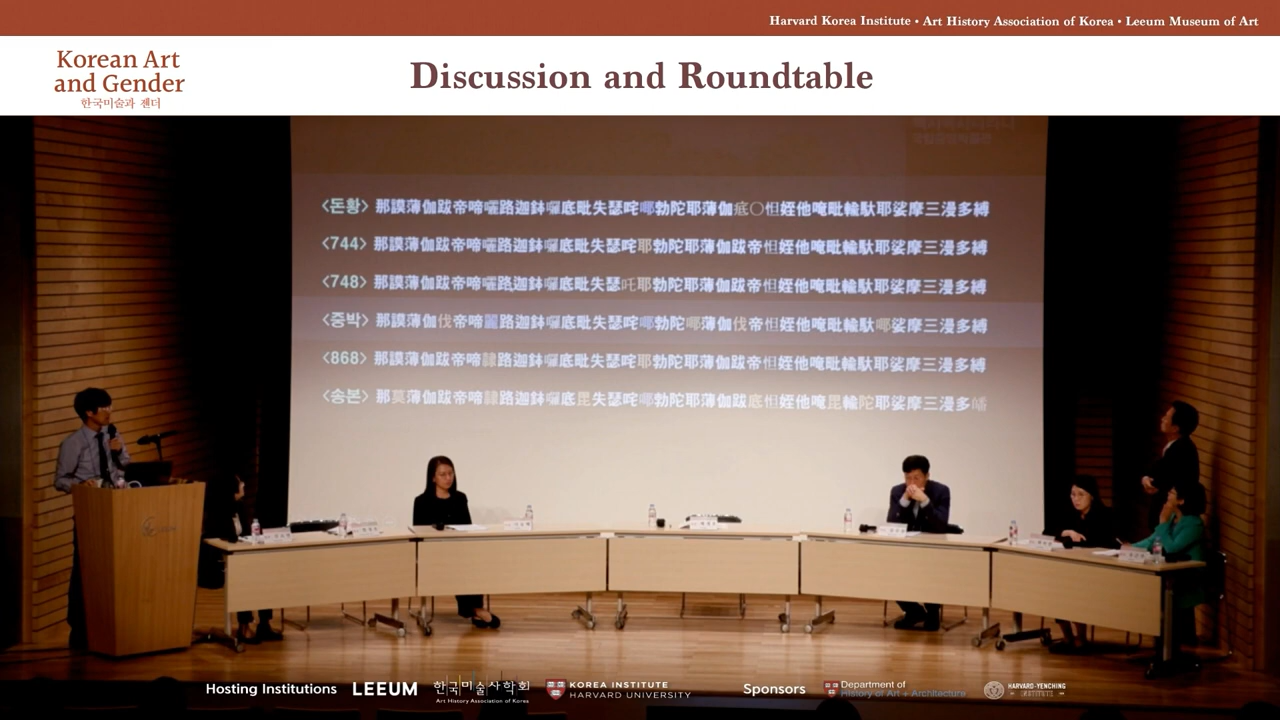 Harvard Korea Institute • Art History Association of Korea • Leeum Museum of Art
Korean Art
and Gender
한국미술과 젠더
Discussion and Roundtable
<돈황> 那謨薄伽跋帝啼囉路迦鉢囉底毗失瑟咤耶勃陀耶薄伽底〇怛姪他唵毗輸馱耶娑摩三漫多縛
<744> 那謨薄伽跋帝啼囉路迦鉢囉底毗失瑟咤耶勃陀耶薄伽跋帝怛姪他唵毗輸馱耶娑摩三漫多縛
<748> 那謨薄伽跋帝啼囉路迦鉢囉底毗失瑟吒耶勃陀耶薄伽跋帝怛姪他唵毗輸馱耶娑摩三漫多縛
<중박> 那謨薄伽伐帝啼路迦鉢囉底毗失瑟咤勃陀薄伽伐帝怛姪他唵毗輸馱娑摩三漫多縛
<868> 那謨薄伽跋帝啼路迦鉢囉底毗失瑟咤耶勃陀耶薄伽跋帝怛姪他唵毗輸馱耶娑摩三漫多縛
<송본> 那莫薄伽跋帝啼路迦鉢囉底毘失瑟咤勃陀耶薄伽跋底怛姪他唵毘輸陀耶娑摩三漫多
Hosting Institutions
LEEUM
한국미술사학회
Art History Association of Korea
KOREA INSTITUTE
HARVARD UNIVERSITY
Sponsors
Department of
History of Art + Architecture
HARVARD-YENCHING
INSTITUTE